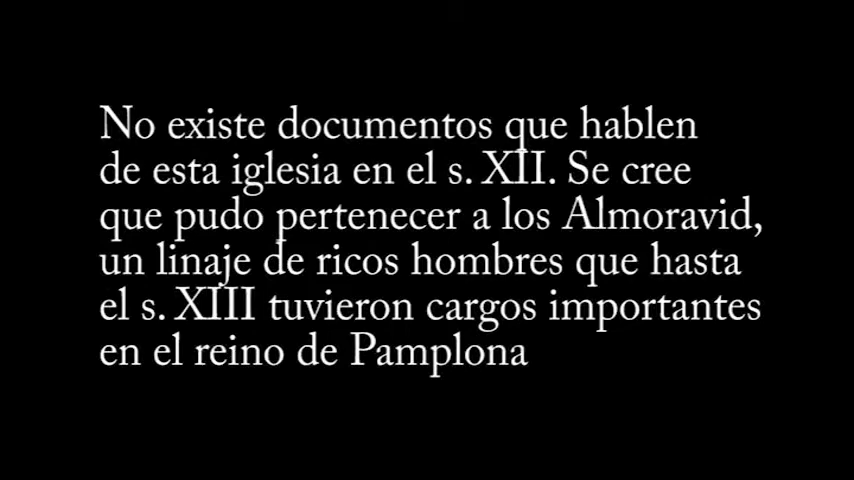 No existe documentos que hablen
de esta iglesia en el s. XII. Se cree
que pudo pertenecer a los Almoravid,
un linaje de ricos hombres que hasta
el s. XIII tuvieron cargos importantes
en el reino de Pamplona